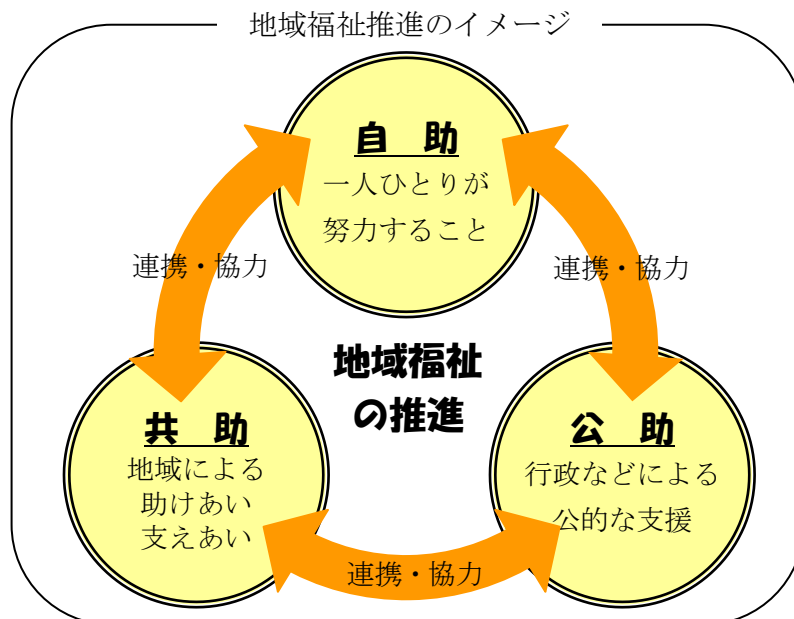 地域福祉推進のイメージ
自　助
一人ひとりが
努力すること
連携・協力
連携・協力
地域福祉
の推進
共　助
地域による
助けあい
支えあい
公　助
行政などによる
公的な支援
連携・協力